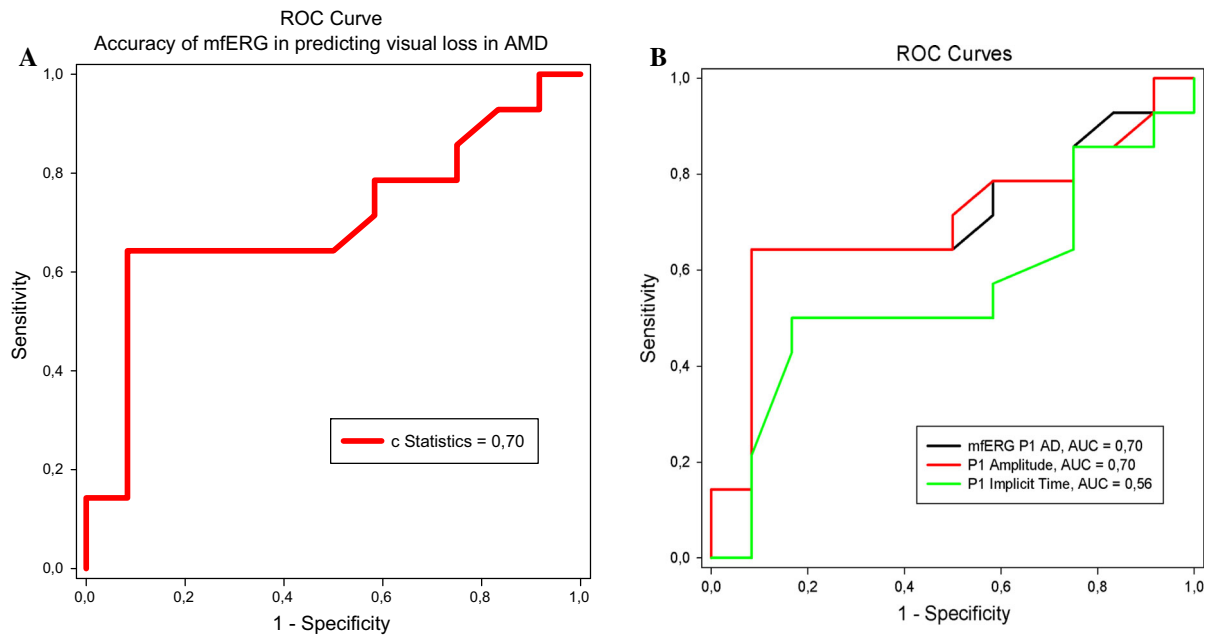 A
ROC Curve
Accuracy of mfERG in predicting visual loss in AMD
1,0
0,8
0,6
0,4
0,2
0,0
Sensitivity
c Statistics = 0,70
0,0 0,2 0,4 0,6 0,8 1,0
1 - Specificity
B
ROC Curves
1,0
0,8
0,6
0,4
0,2
0,0
Sensitivity
mfERG P1 AD, AUC = 0,70
P1 Amplitude, AUC = 0,70
P1 Implicit Time, AUC = 0,56
0,0 0,2 0,4 0,6 0,8 1,0
1 - Specificity